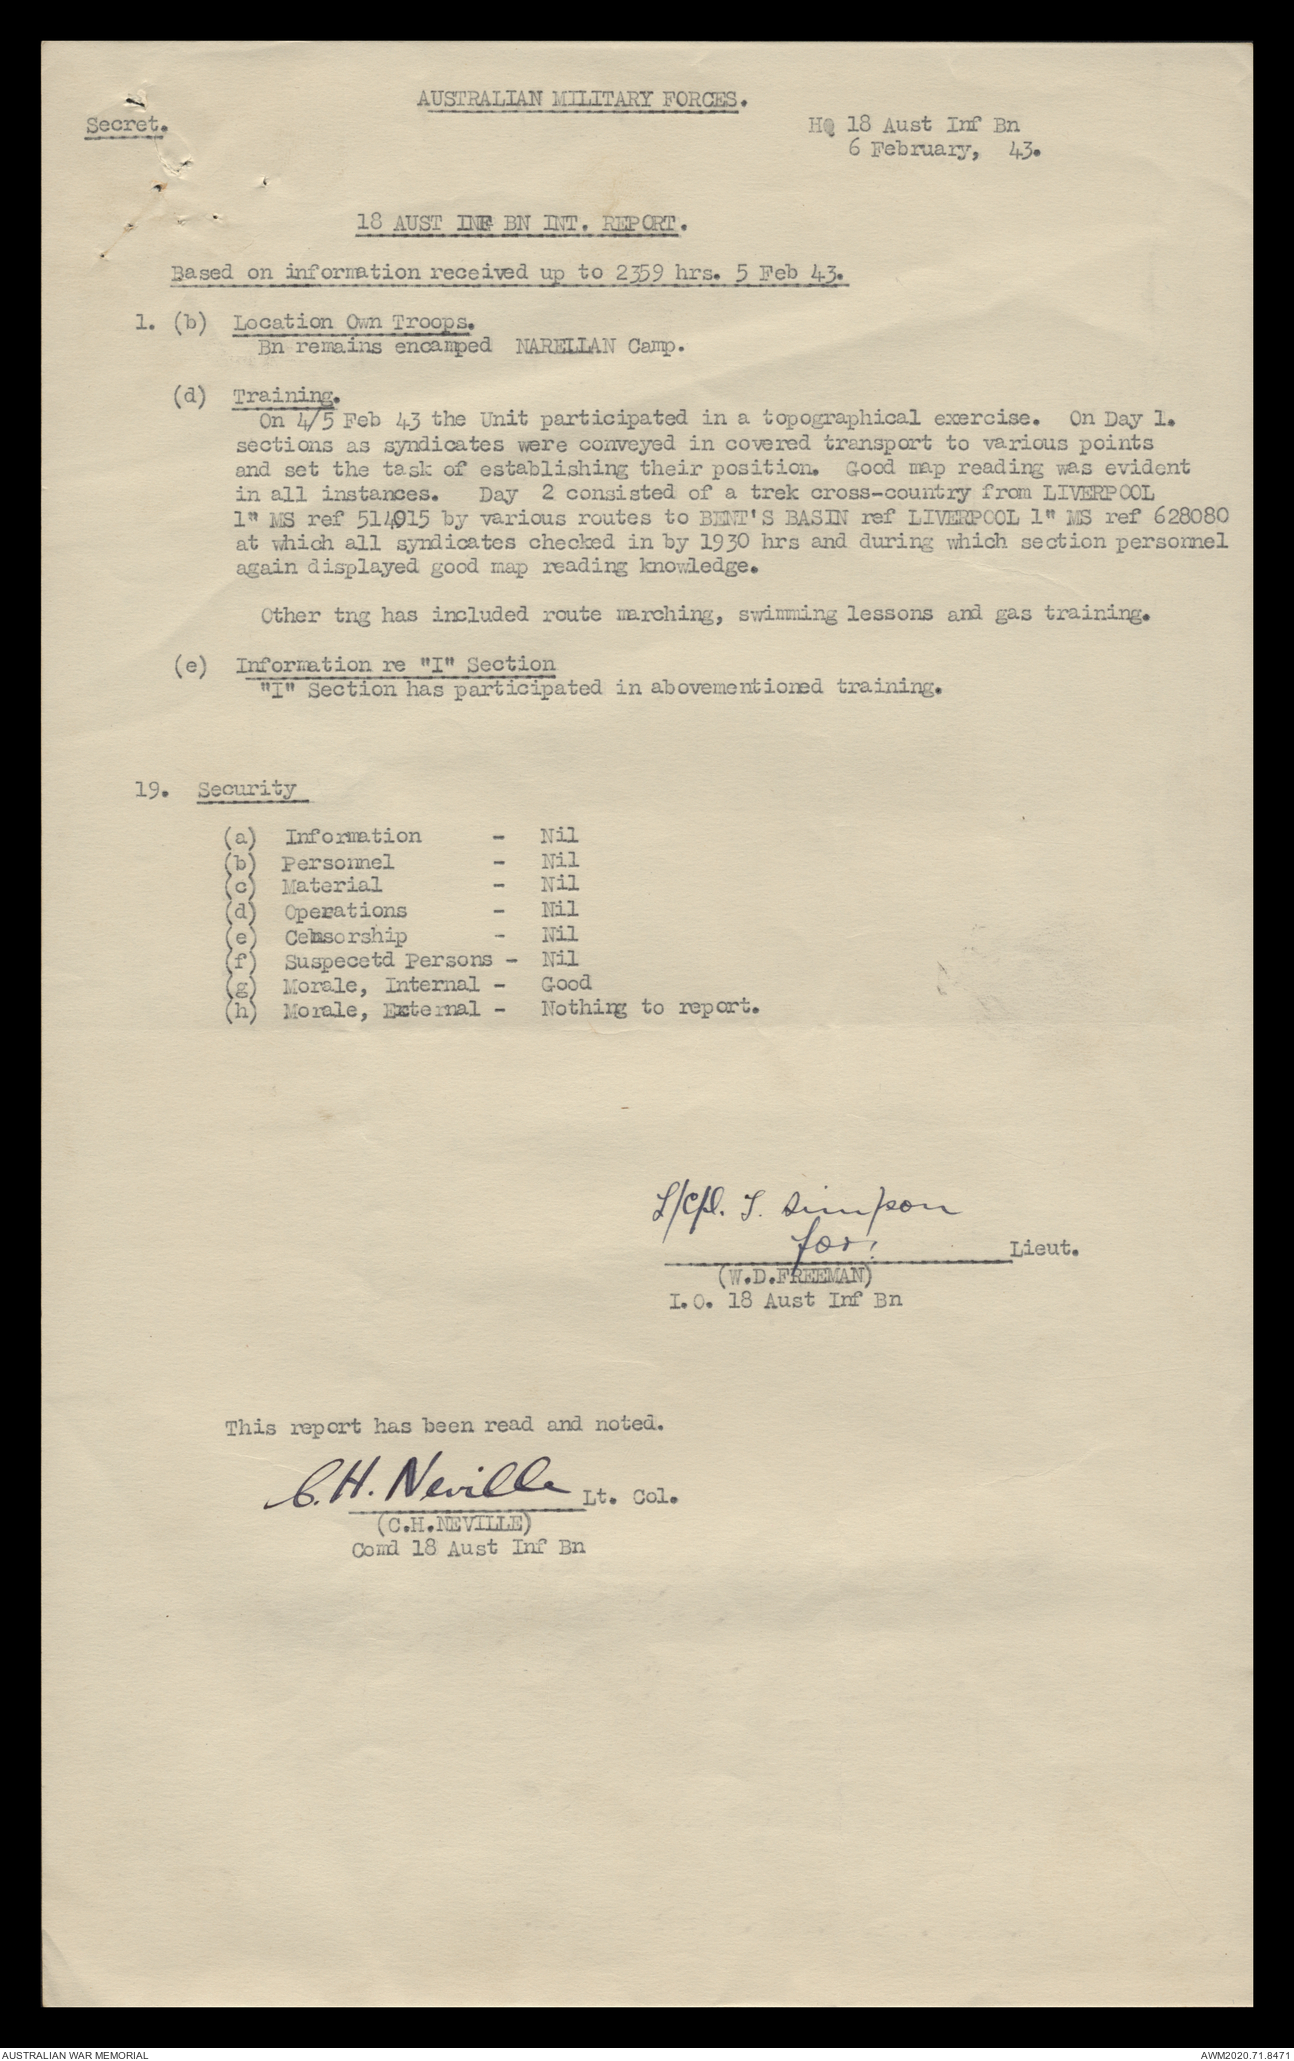 AUSTRALIAN MILITARY FORCES.
Secret.
HQ 18 Aust Inf Bn
6 February, 43.
18 AUST INF BN INT. REPORT.
Based on information received up to 2359 hrs. 5 Feb 43.
1. (b) Location Own Troops.
Bn remains encamped NARELLAN Camp.
(d) Training.
On 4/5 Feb 43 the Unit participated in a topographical exercise. On Day 1.
sections as syndicates were conveyed in covered transport to various points
and set the task of establishing their position. Good map reading was evident
in all instances. Day 2 consisted of a trek cross-country from LIVERPOOL
1" MS ref 514015 by various routes to BENT'S BASIN ref LIVERPOOL 1" MS ref 628080
at which all syndicates checked in by 1930 hrs and during which section personnel
again displayed good map reading knowledge.
Other tng has included route marching, swimming lessons and gas training.
(e) Information re "I" Section
"I" Section has participated in abovementioned training.
19. Security
(a) Information - Nil
(b) Personnel - Nil
(c) Material - Nil
(d) Operations - Nil
(e) Censorship - Nil
(f) Suspecetd Persons - Nil
(g) Morale, Internal - Good
(h) Morale, External - Nothing to report.
L/Cpl. T. Simpson
for: Lieut.
(W.D.FREEMAN)
I.O. 18 Aust Inf Bn
This report has been read and noted.
C.H. Neville Lt. Col.
(C.H.NEVILLE)
Comd 18 Aust Inf Bn
AUSTRALIAN WAR MEMORIAL
AWM2020.71.8471